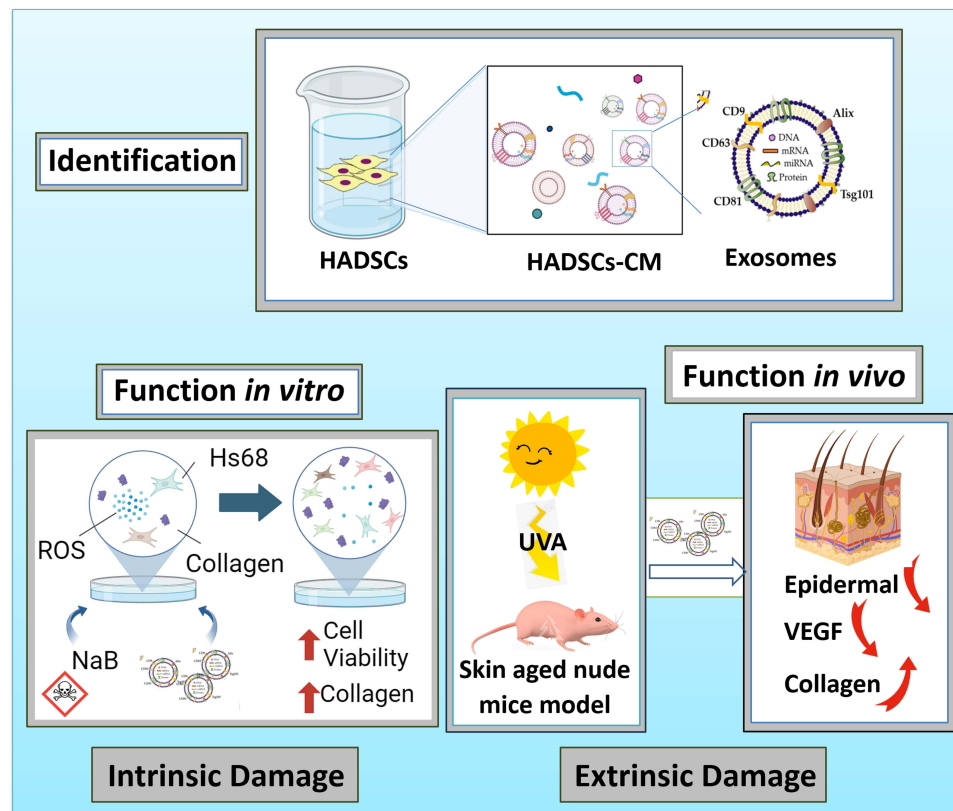 Identification
CD9
CD63
CD81
Alix
Tsg101
DNA
mRNA
miRNA
Protein
HADSCs
HADSCs-CM
Exosomes
Function in vitro
Function in vivo
Hs68
ROS
Collagen
NaB
Cell
Viability
Collagen
UVA
Skin aged nude
mice model
Epidermal
VEGF
Collagen
Intrinsic Damage
Extrinsic Damage